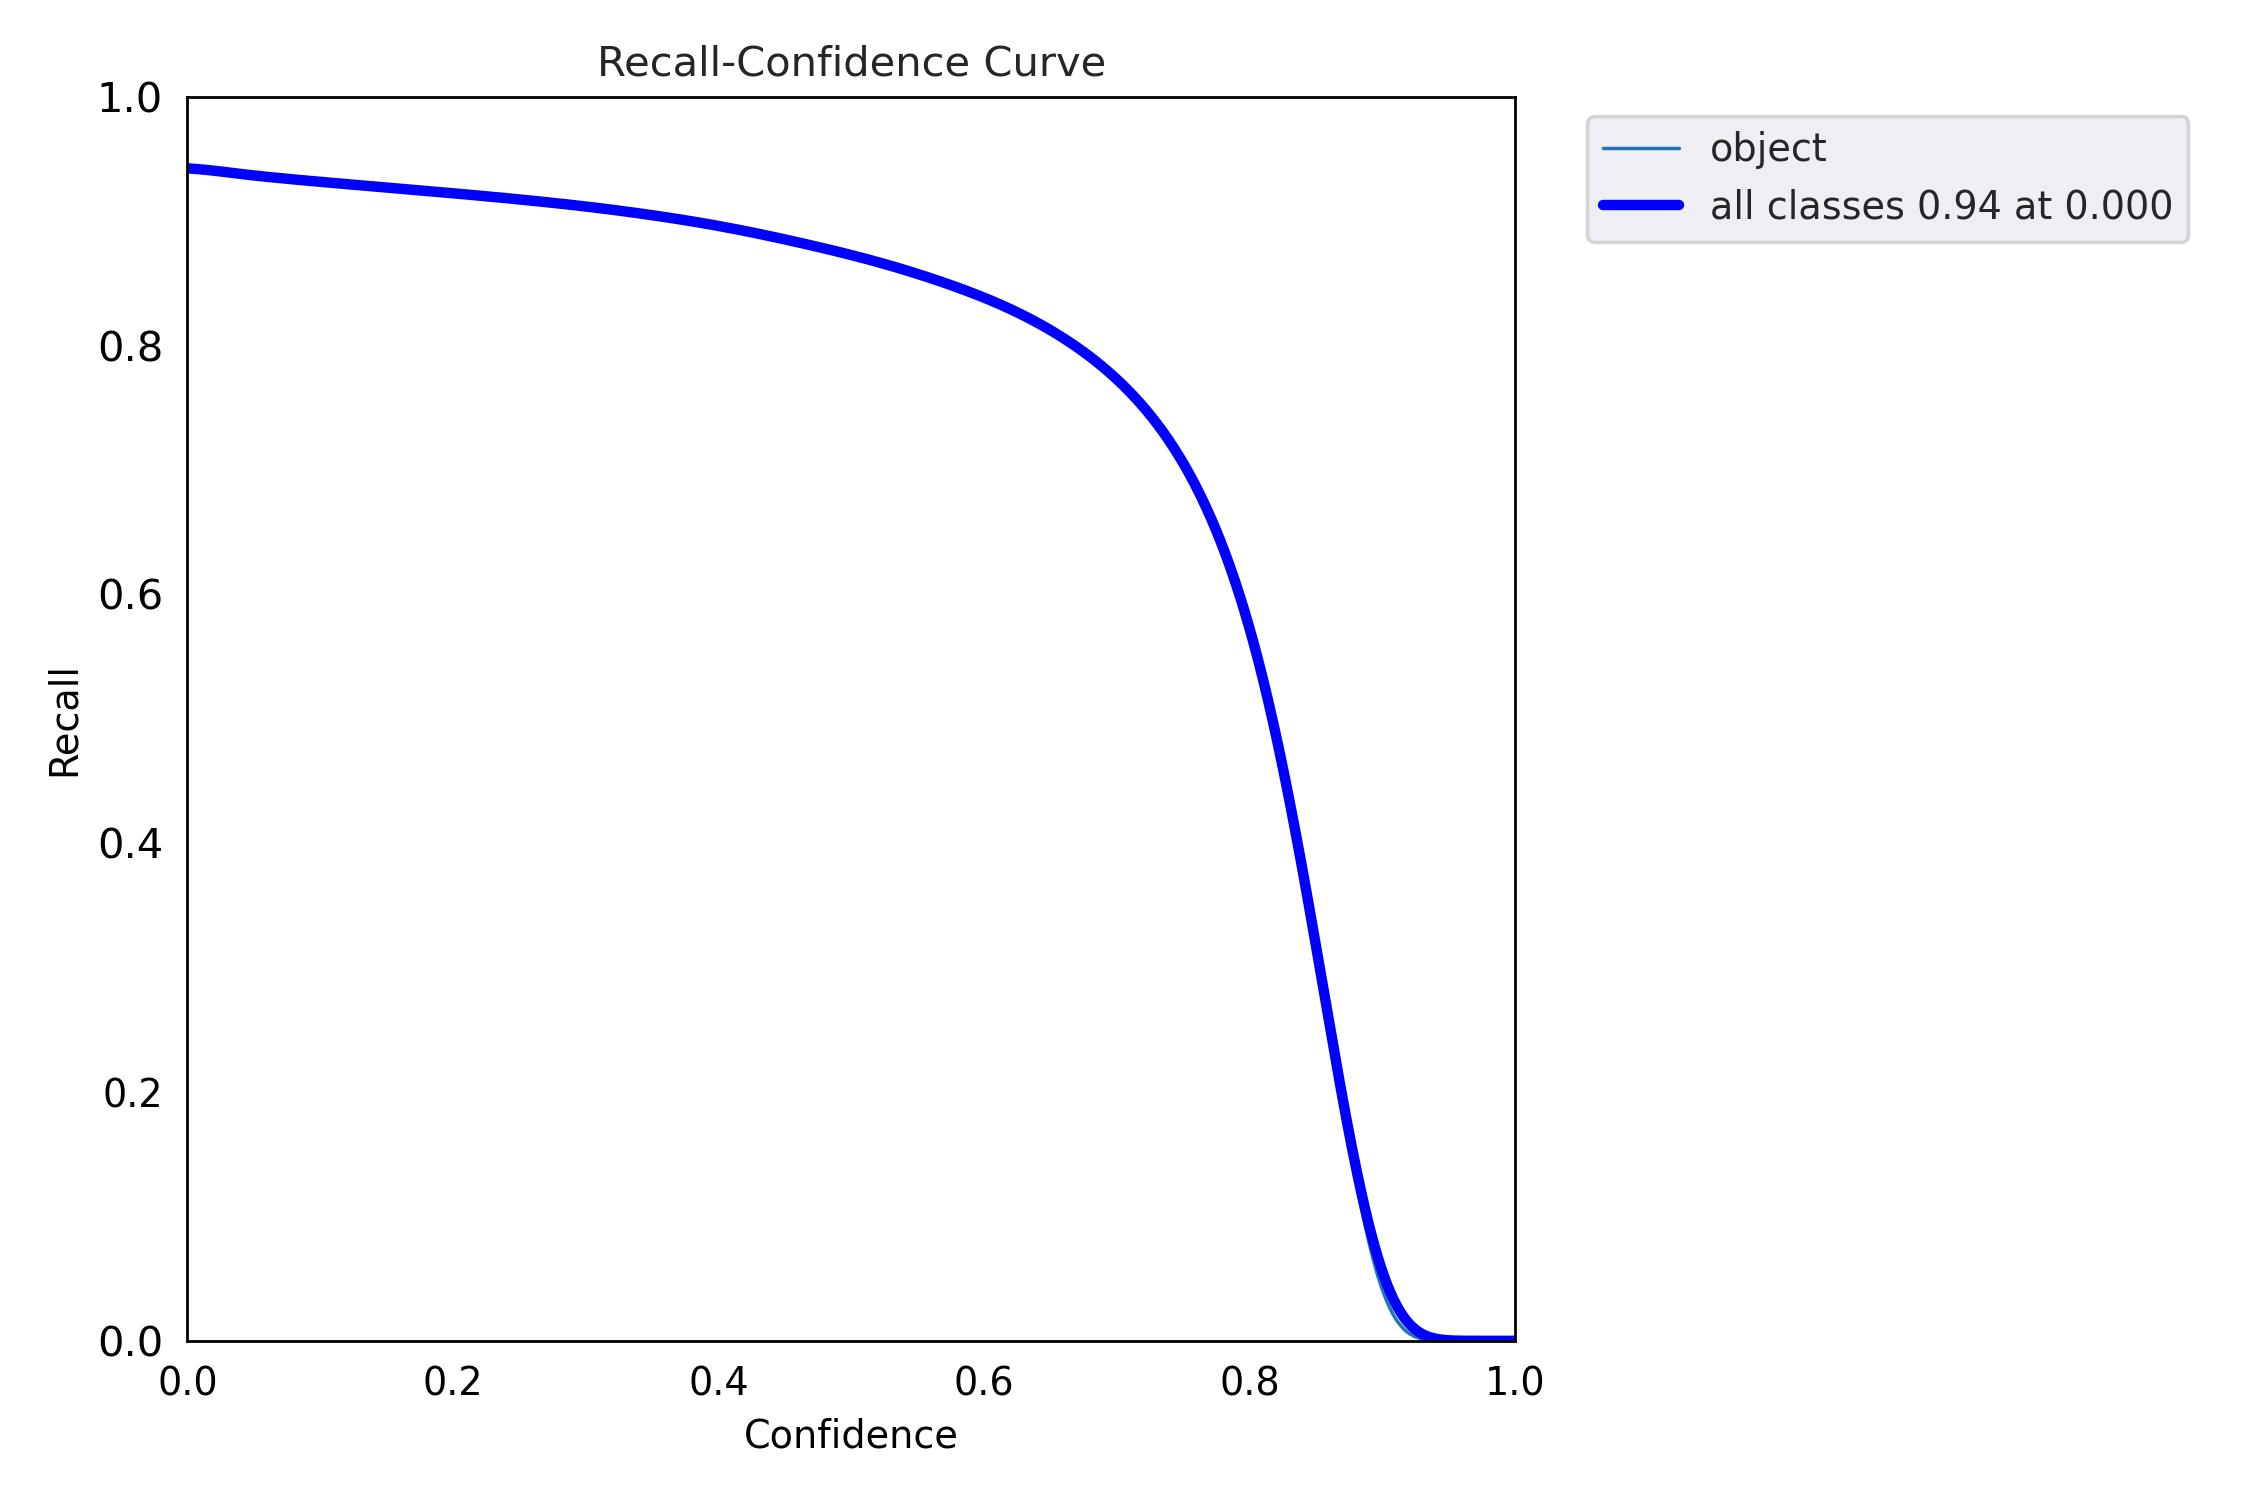 Recall-Confidence Curve
1.0
0.8
0.6
0.4
0.2
0.0
Recall
0.0 0.2 0.4 0.6 0.8 1.0
Confidence
object
all classes 0.94 at 0.000